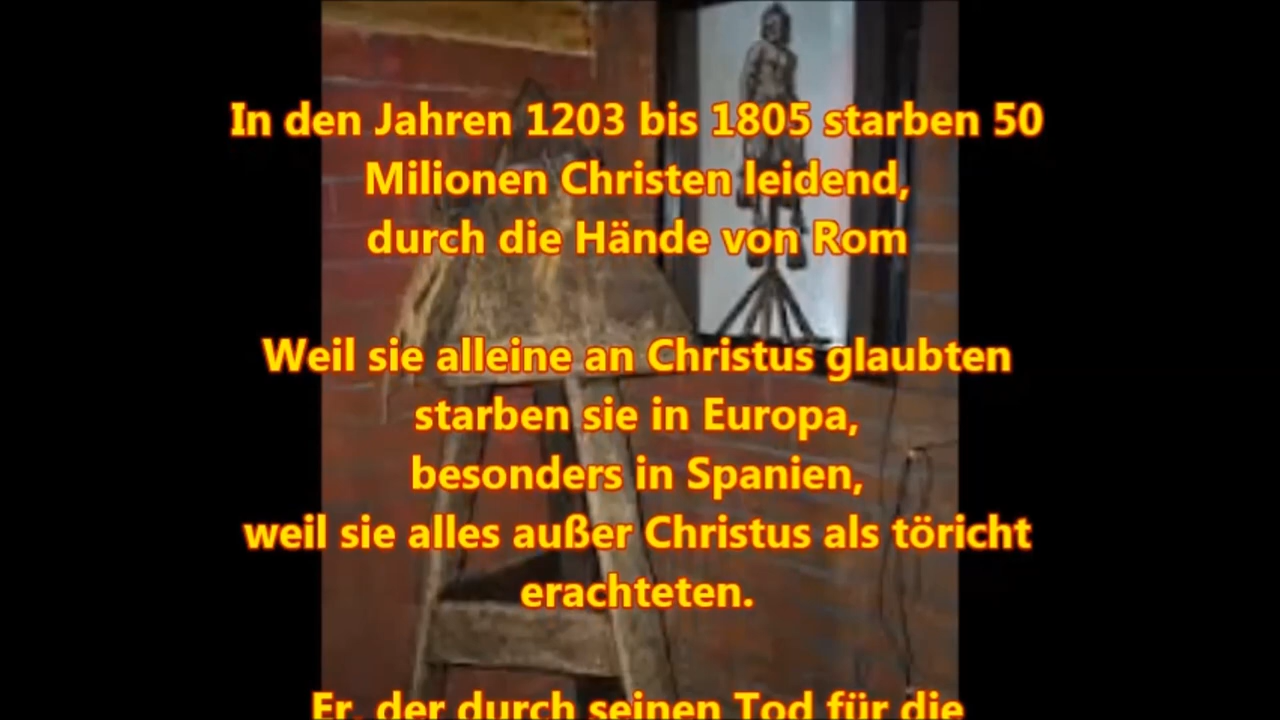 In den Jahren 1203 bis 1805 starben 50
Milionen Christen leidend,
durch die Hände von Rom
Weil sie alleine an Christus glaubten
starben sie in Europa,
besonders in Spanien,
weil sie alles außer Christus als töricht
erachteten.
Er, der durch seinen Tod für die